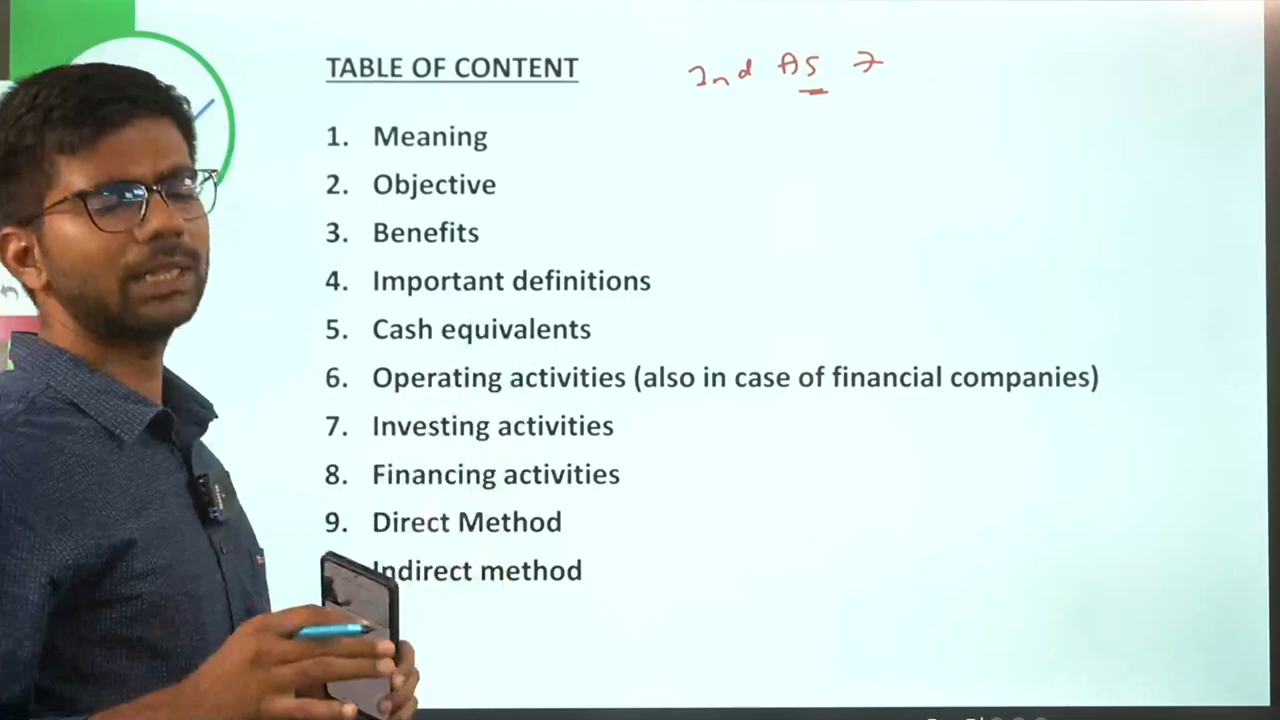 TABLE OF CONTENT
Ind AS 7
1. Meaning
2. Objective
3. Benefits
4. Important definitions
5. Cash equivalents
6. Operating activities (also in case of financial companies)
7. Investing activities
8. Financing activities
9. Direct Method
Indirect method